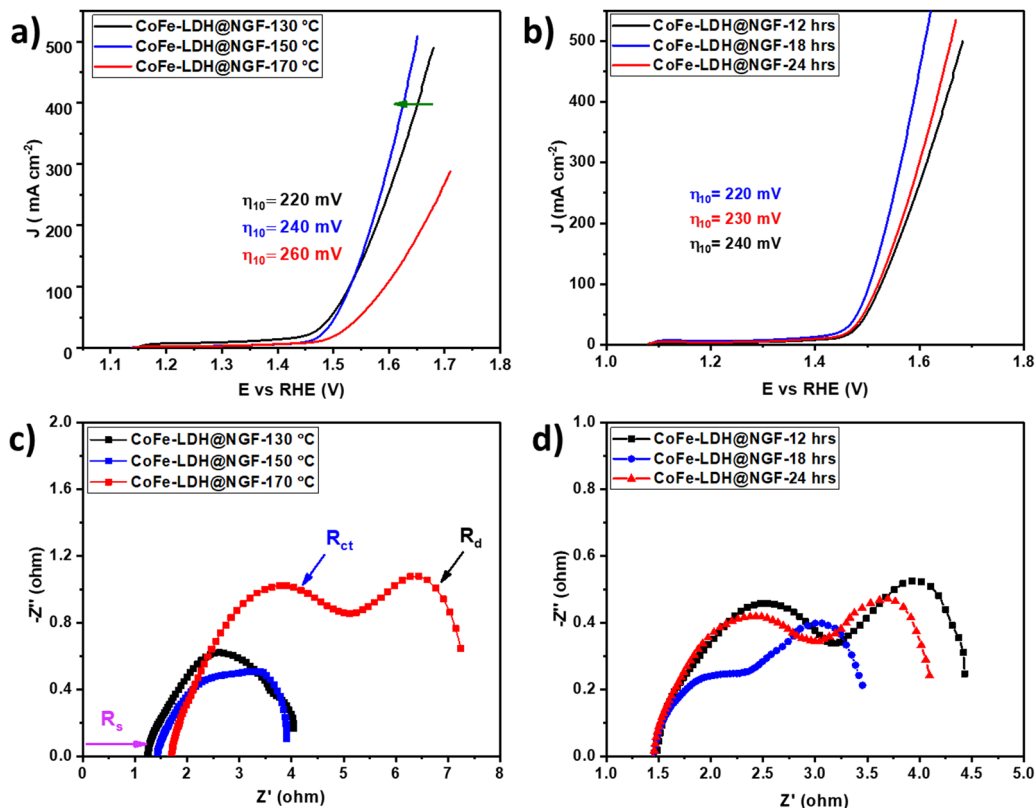 a)
CoFe-LDH@NGF-130 ºC
CoFe-LDH@NGF-150 ºC
CoFe-LDH@NGF-170 ºC
η10= 220 mV
η10= 240 mV
η10= 260 mV
J ( mA cm-2)
500
400
300
200
100
0
1.1 1.2 1.3 1.4 1.5 1.6 1.7 1.8
E vs RHE (V)
b)
CoFe-LDH@NGF-12 hrs
CoFe-LDH@NGF-18 hrs
CoFe-LDH@NGF-24 hrs
η10= 220 mV
η10= 230 mV
η10= 240 mV
J (mA cm-2)
500
400
300
200
100
0
1.0 1.2 1.4 1.6 1.8
E vs RHE (V)
c)
CoFe-LDH@NGF-130 ºC
CoFe-LDH@NGF-150 ºC
CoFe-LDH@NGF-170 ºC
Rct
Rd
Rs
-Z'' (ohm)
2.0
1.6
1.2
0.8
0.4
0.0
0 1 2 3 4 5 6 7 8
Z' (ohm)
d)
CoFe-LDH@NGF-12 hrs
CoFe-LDH@NGF-18 hrs
CoFe-LDH@NGF-24 hrs
-Z'' (ohm)
1.0
0.8
0.6
0.4
0.2
0.0
1.0 1.5 2.0 2.5 3.0 3.5 4.0 4.5 5.0
Z' (ohm)